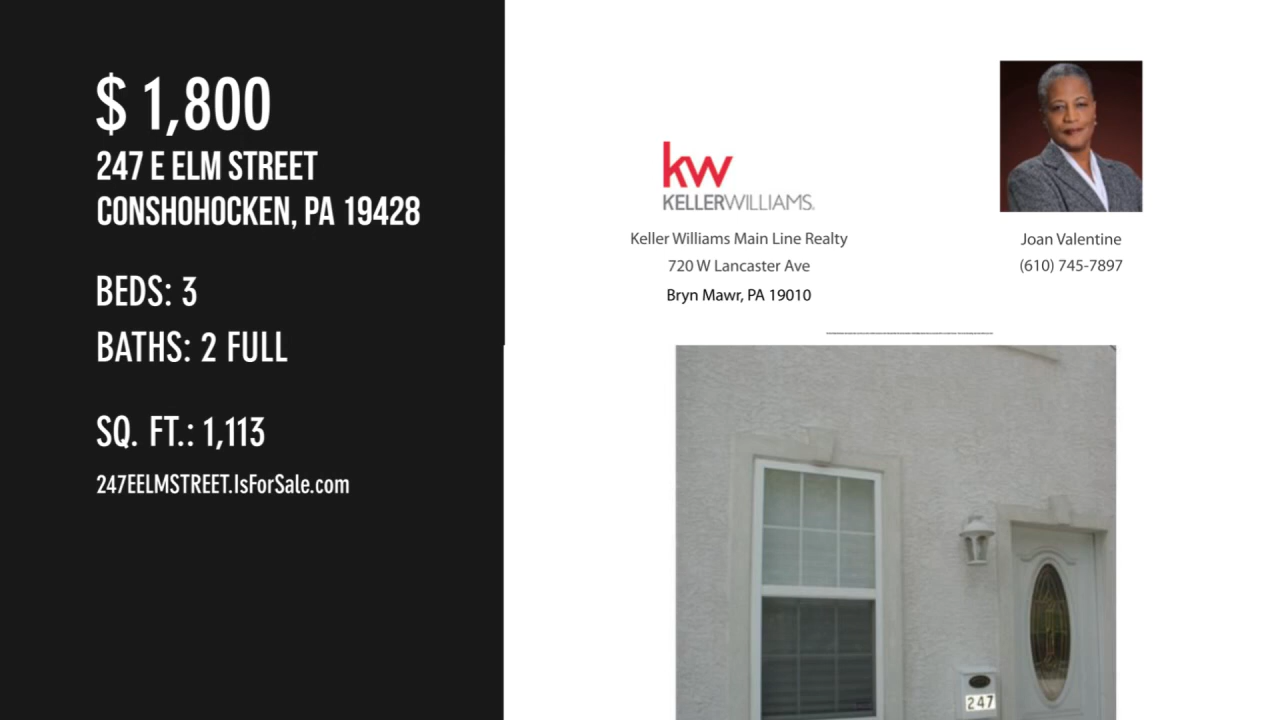 $ 1,800
247 E ELM STREET
CONSHOHOCKEN, PA 19428
BEDS: 3
BATHS: 2 FULL
SQ. FT.: 1,113
247EELMSTREET.IsForSale.com
kw
KELLERWILLIAMS.
Keller Williams Main Line Realty
720 W Lancaster Ave
Bryn Mawr, PA 19010
Joan Valentine
(610) 745-7897
247